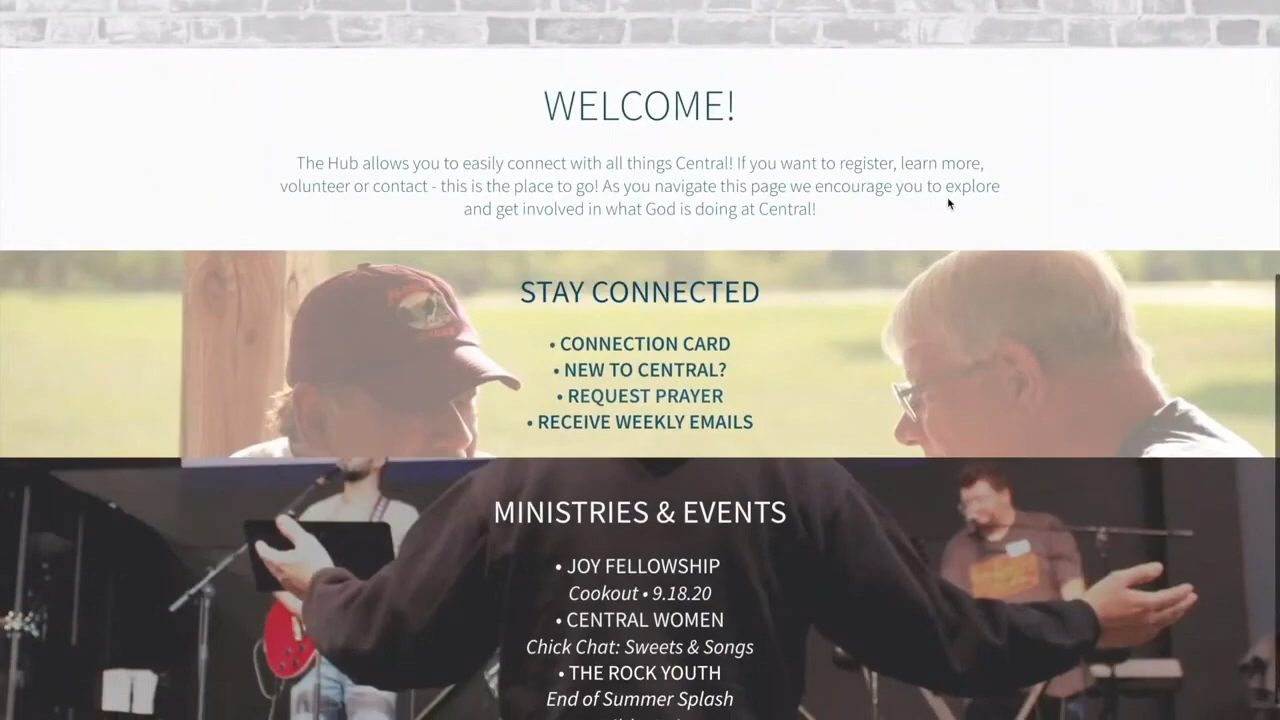 WELCOME!
The Hub allows you to easily connect with all things Central! If you want to register, learn more,
volunteer or contact - this is the place to go! As you navigate this page we encourage you to explore
and get involved in what God is doing at Central!
STAY CONNECTED
• CONNECTION CARD
• NEW TO CENTRAL?
• REQUEST PRAYER
• RECEIVE WEEKLY EMAILS
MINISTRIES & EVENTS
• JOY FELLOWSHIP
Cookout • 9.18.20
• CENTRAL WOMEN
Chick Chat: Sweets & Songs
• THE ROCK YOUTH
End of Summer Splash